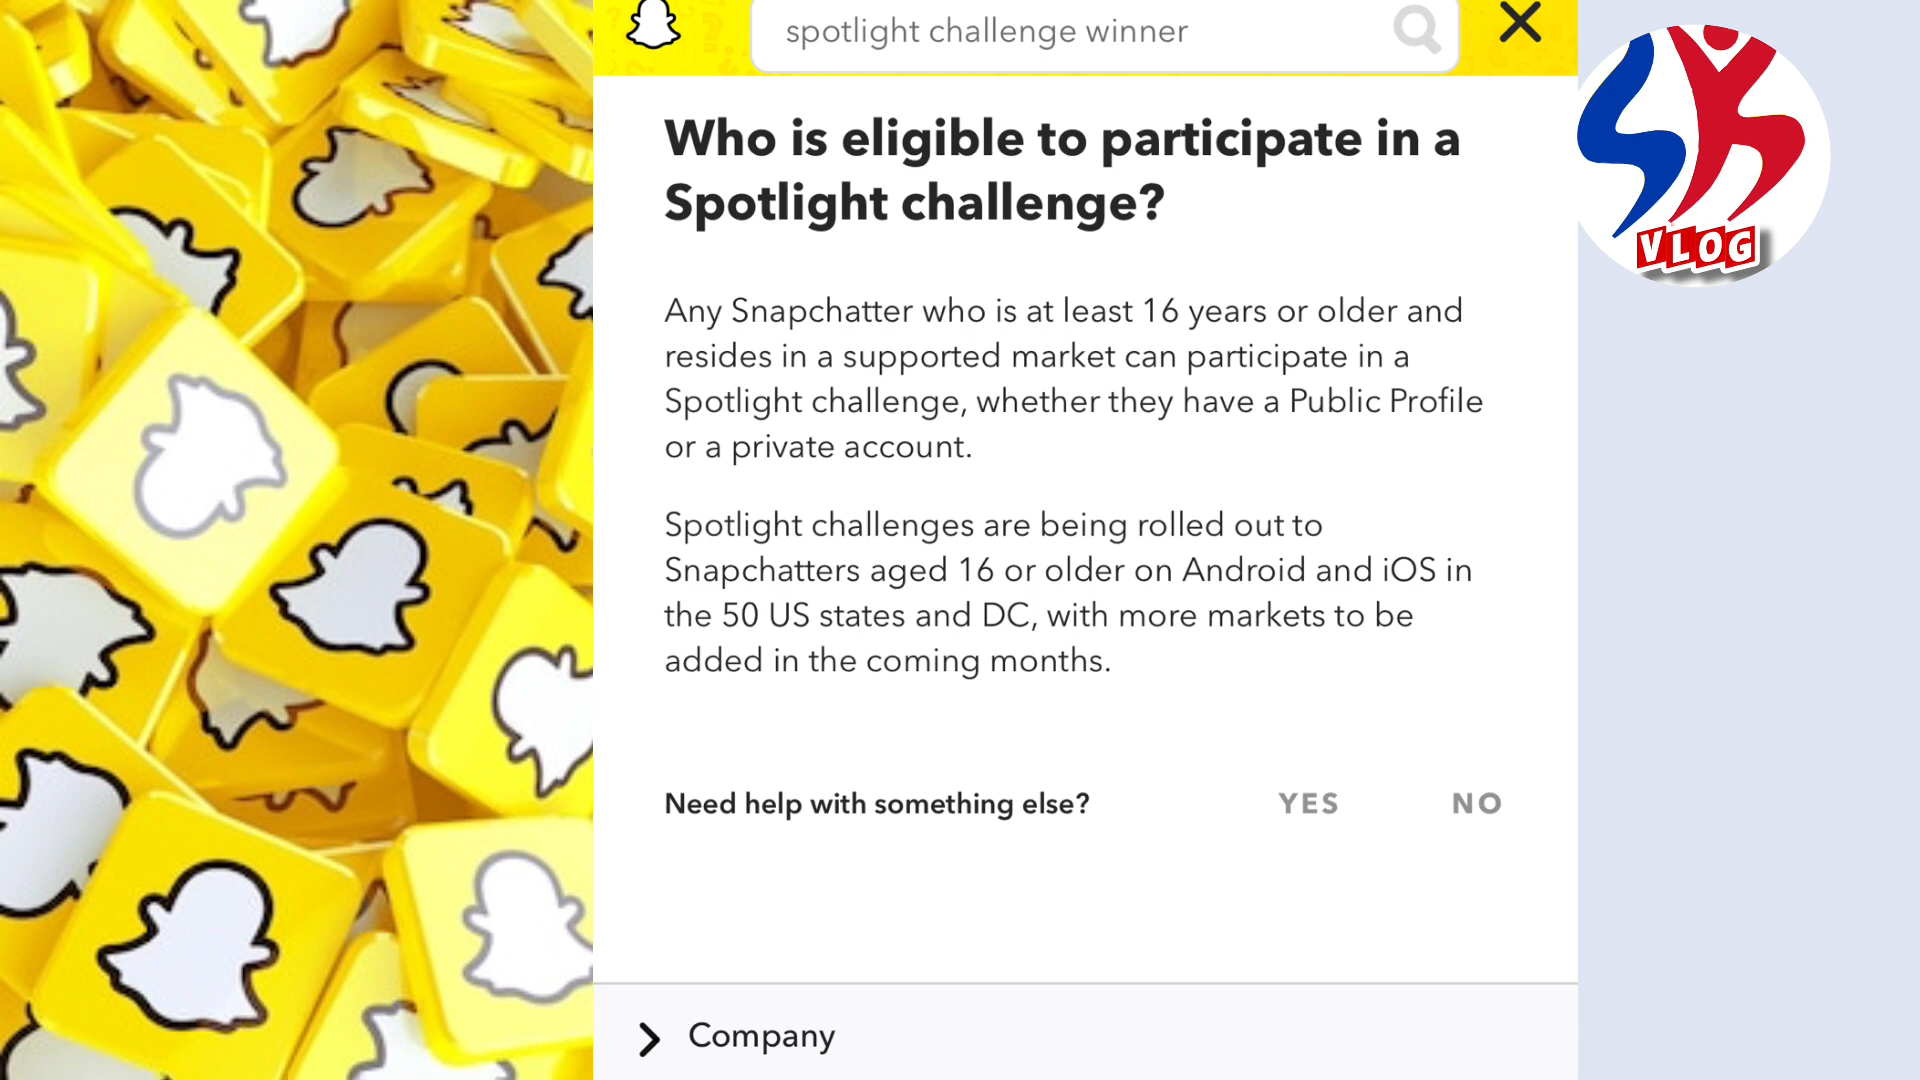 spotlight challenge winner
Who is eligible to participate in a
Spotlight challenge?
Any Snapchatter who is at least 16 years or older and
resides in a supported market can participate in a
Spotlight challenge, whether they have a Public Profile
or a private account.
Spotlight challenges are being rolled out to
Snapchatters aged 16 or older on Android and iOS in
the 50 US states and DC, with more markets to be
added in the coming months.
Need help with something else? YES NO
Company
SK
VLOG